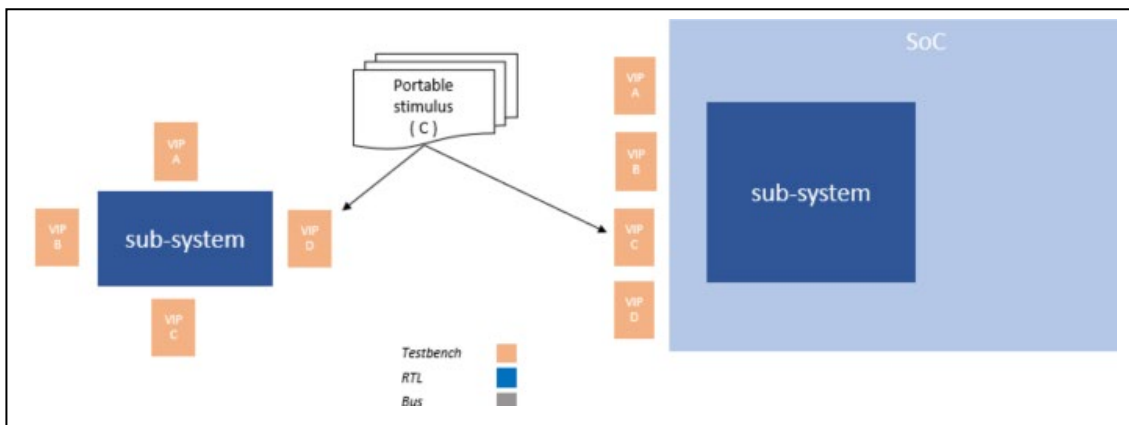 SoC
Portable
stimulus
( C )
VIP
A
VIP
B
sub-system
VIP
D
VIP
C
VIP
A
VIP
B
VIP
C
VIP
D
sub-system
Testbench
RTL
Bus